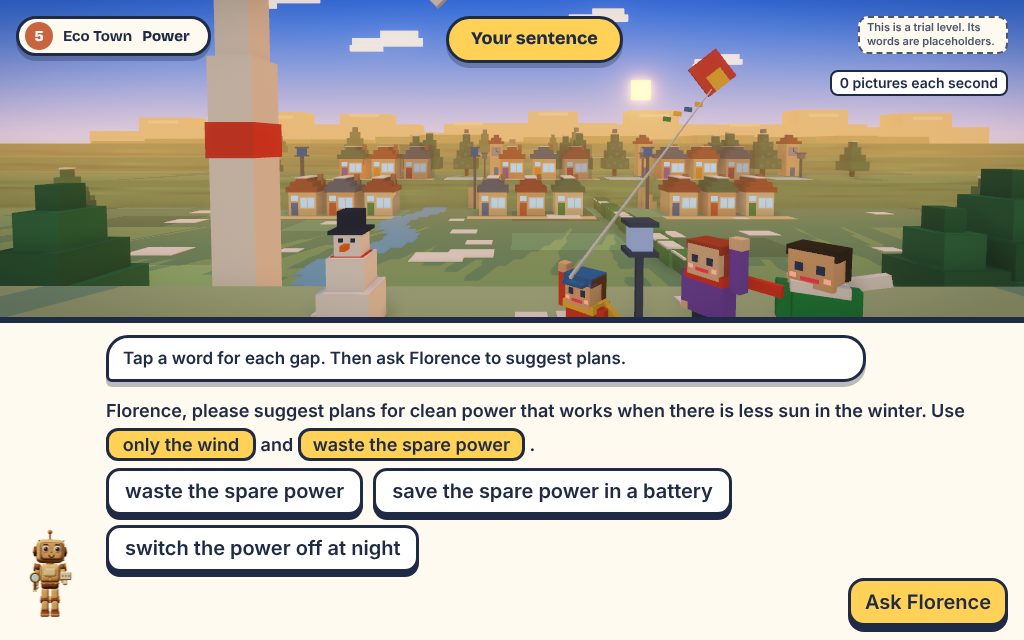 5 Eco Town Power
Your sentence
This is a trial level. Its
words are placeholders.
0 pictures each second
Tap a word for each gap. Then ask Florence to suggest plans.
Florence, please suggest plans for clean power that works when there is less sun in the winter. Use
only the wind and waste the spare power .
waste the spare power
save the spare power in a battery
switch the power off at night
Ask Florence